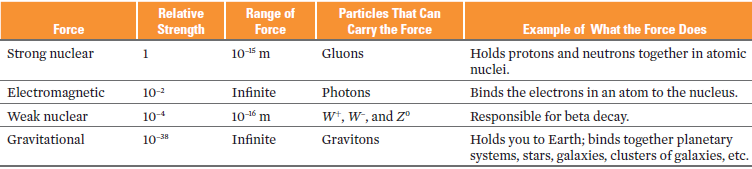 Force Relative Strength Range of Force Particles That Can Carry the Force Example of What the Force Does
Strong nuclear 1 10⁻¹⁵ m Gluons Holds protons and neutrons together in atomic
nuclei.
Electromagnetic 10⁻² Infinite Photons Binds the electrons in an atom to the nucleus.
Weak nuclear 10⁻⁴ 10⁻¹⁶ m W⁺, W⁻, and Z⁰ Responsible for beta decay.
Gravitational 10⁻³⁸ Infinite Gravitons Holds you to Earth; binds together planetary
systems, stars, galaxies, clusters of galaxies, etc.